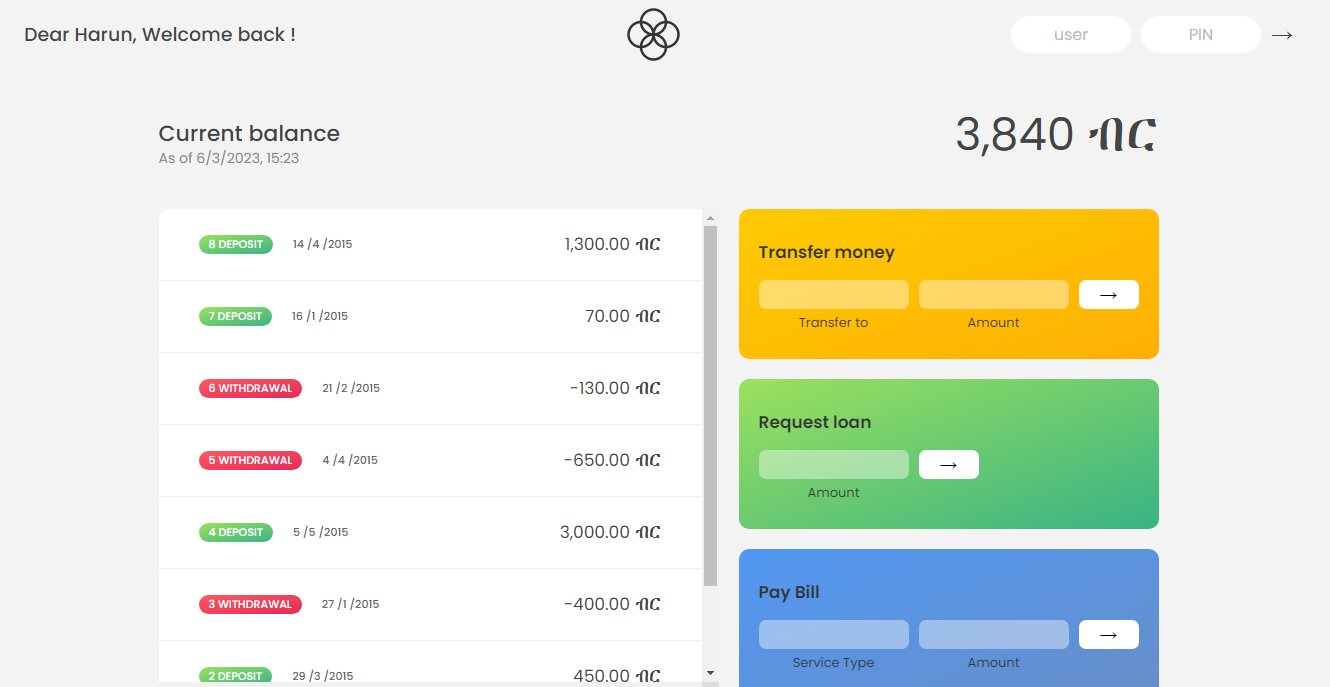 Dear Harun, Welcome back !
user
PIN
→
Current balance
As of 6/3/2023, 15:23
3,840 ብር
8 DEPOSIT 14 /4 /2015 1,300.00 ብር
7 DEPOSIT 16 /1 /2015 70.00 ብር
6 WITHDRAWAL 21 /2 /2015 -130.00 ብር
5 WITHDRAWAL 4 /4 /2015 -650.00 ብር
4 DEPOSIT 5 /5 /2015 3,000.00 ብር
3 WITHDRAWAL 27 /1 /2015 -400.00 ብር
2 DEPOSIT 29 /3 /2015 450.00 ብር
Transfer money
→
Transfer to Amount
Request loan
→
Amount
Pay Bill
→
Service Type Amount